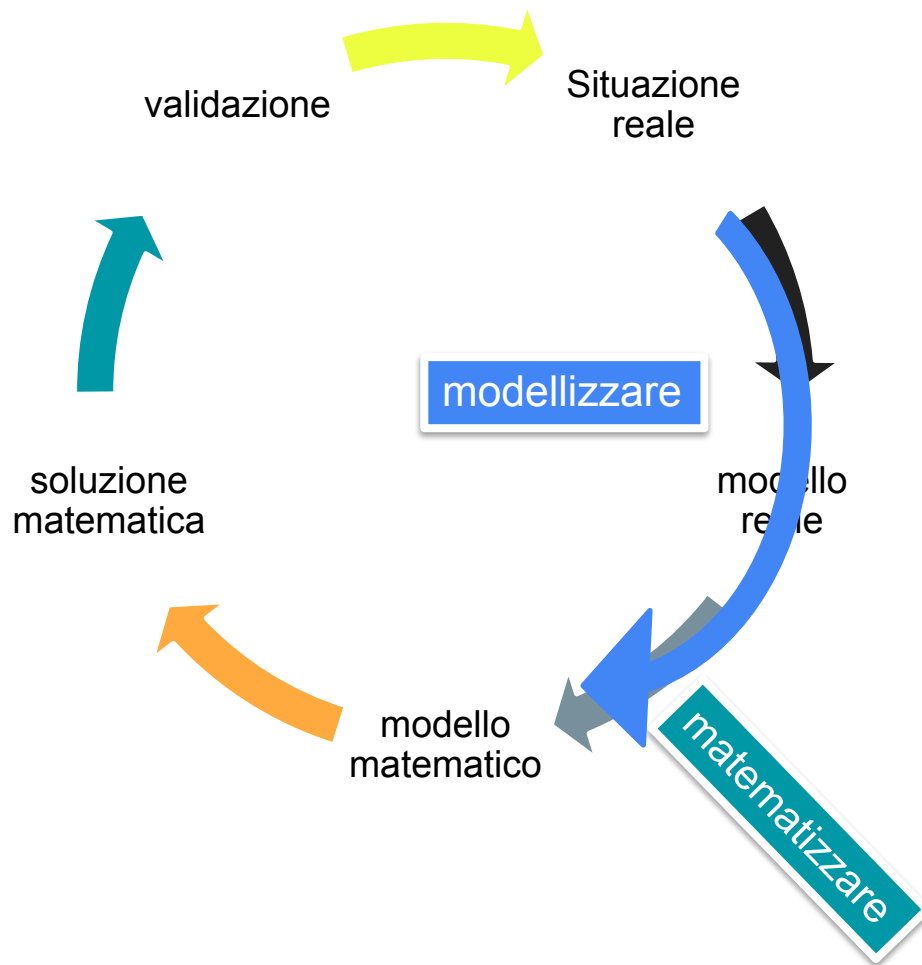 validazione
Situazione
reale
modellizzare
modello
reale
soluzione
matematica
modello
matematico
matematizzare